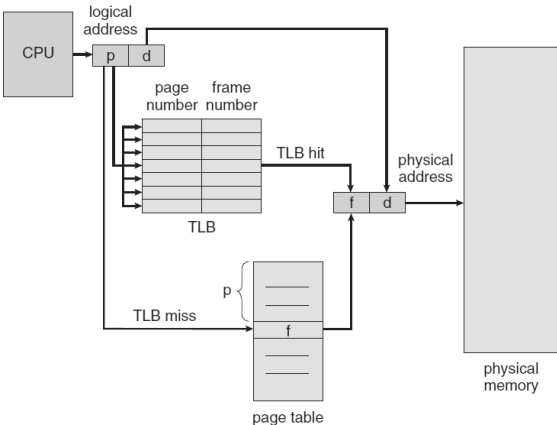 logical
address
CPU
p d
page
number
frame
number
TLB hit
physical
address
f d
TLB
p
TLB miss
f
physical
memory
page table